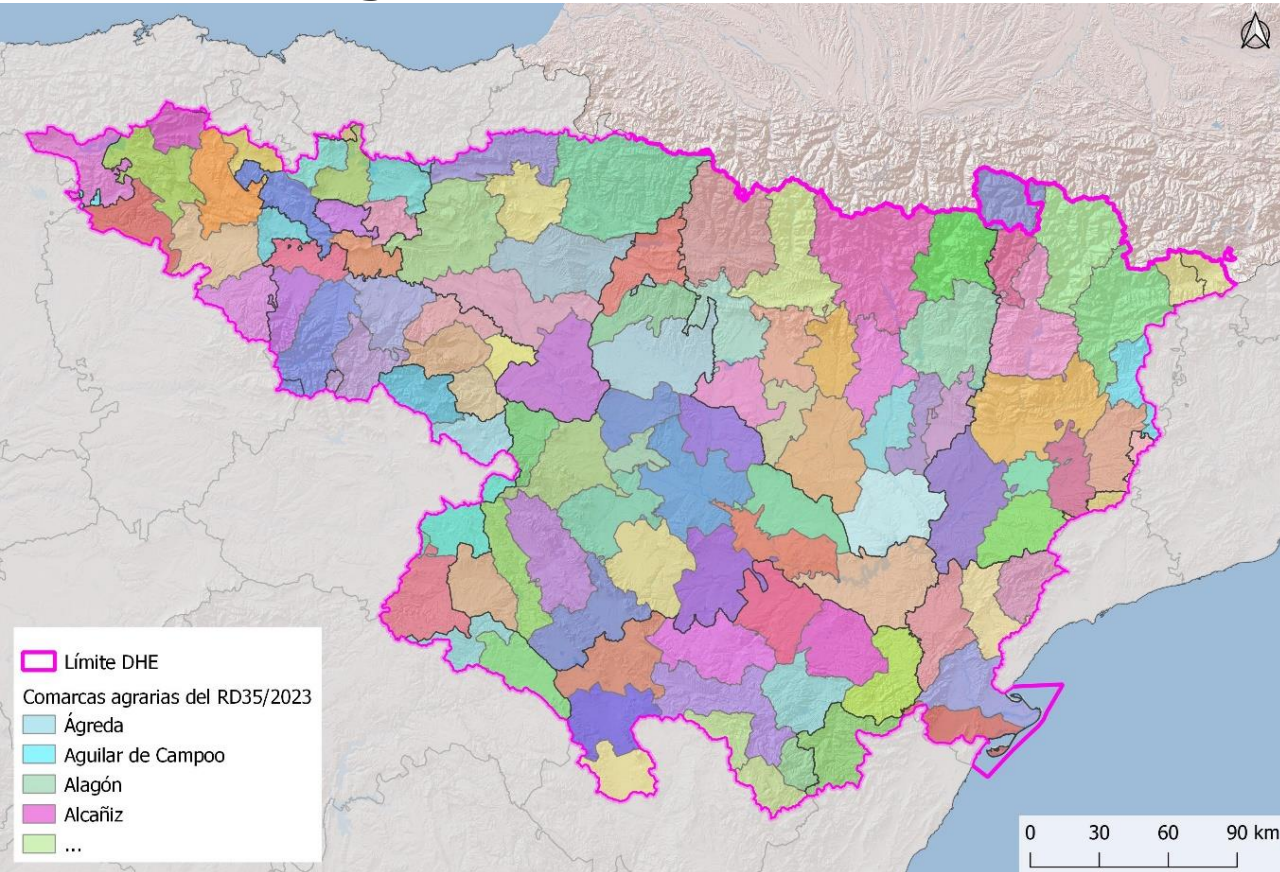 Límite DHE
Comarcas agrarias del RD35/2023
Ágreda
Aguilar de Campoo
Alagón
Alcañiz
...
0 30 60 90 km